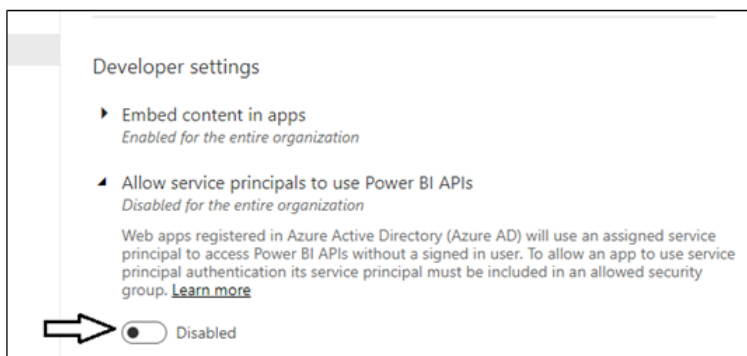 Developer settings
Embed content in apps
Enabled for the entire organization
Allow service principals to use Power BI APIs
Disabled for the entire organization
Web apps registered in Azure Active Directory (Azure AD) will use an assigned service
principal to access Power BI APIs without a signed in user. To allow an app to use service
principal authentication its service principal must be included in an allowed security
group. Learn more
Disabled